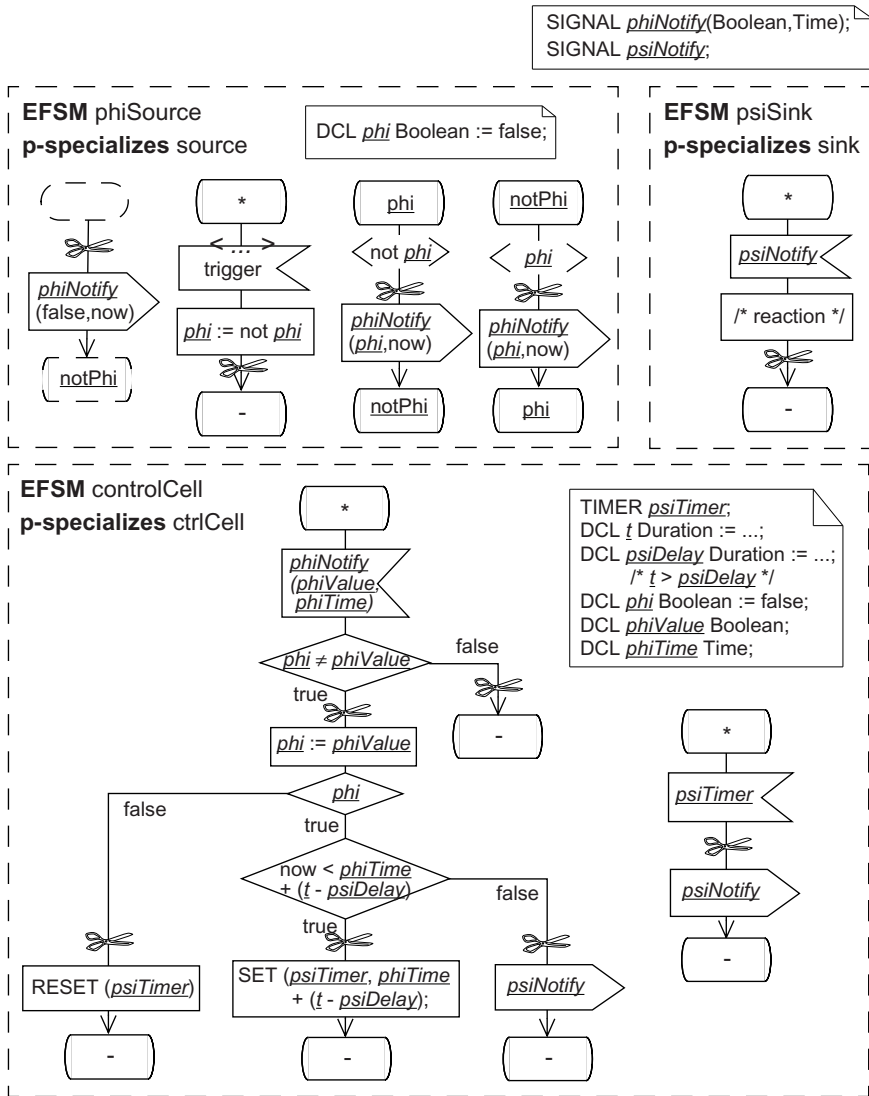 SIGNAL phiNotify(Boolean,Time);
SIGNAL psiNotify;
EFSM phiSource
p-specializes source
DCL phi Boolean := false;
phiNotify
(false,now)
notPhi
*
< ... >
trigger
phi := not phi
-
phi
<not phi>
phiNotify
(phi,now)
notPhi
notPhi
< phi >
phiNotify
(phi,now)
phi
EFSM psiSink
p-specializes sink
*
psiNotify
/* reaction */
-
EFSM controlCell
p-specializes ctrlCell
TIMER psiTimer;
DCL t Duration := ...;
DCL psiDelay Duration := ...;
/* t > psiDelay */
DCL phi Boolean := false;
DCL phiValue Boolean;
DCL phiTime Time;
*
phiNotify
(phiValue,
phiTime)
phi ≠ phiValue
false
true
-
phi := phiValue
phi
false
true
now < phiTime
+ (t - psiDelay)
false
true
RESET (psiTimer)
-
SET (psiTimer, phiTime
+ (t - psiDelay);
-
psiNotify
-
*
psiTimer
psiNotify
-